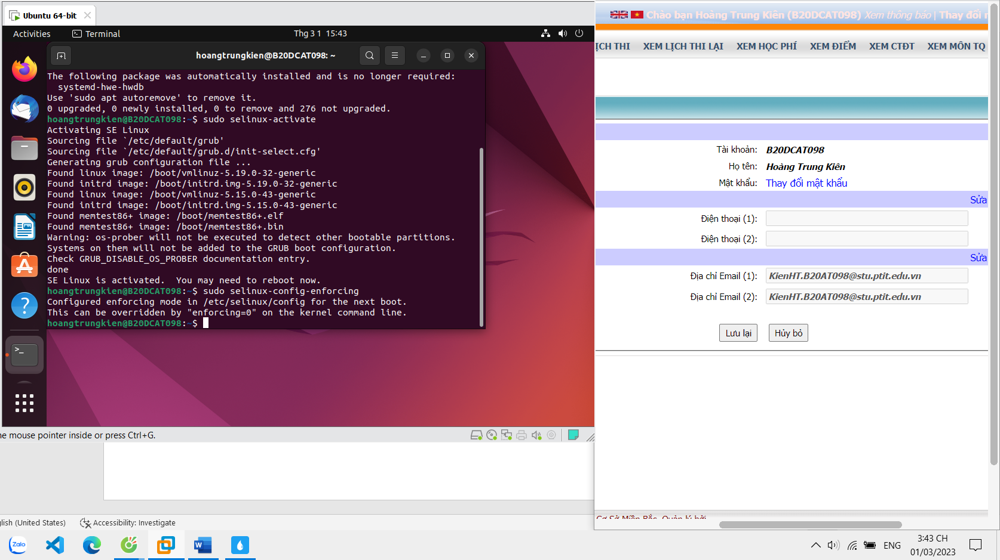 Ubuntu 64-bit
Activities
Terminal
Thg 3 1 15:43
hoangtrungkien@B20DCAT098: ~
The following package was automatically installed and is no longer required:
systemd-hwe-hwdb
Use 'sudo apt autoremove' to remove it.
0 upgraded, 0 newly installed, 0 to remove and 276 not upgraded.
hoangtrungkien@B20DCAT098:~$ sudo selinux-activate
Activating SE Linux
Sourcing file `/etc/default/grub'
Sourcing file `/etc/default/grub.d/init-select.cfg'
Generating grub configuration file ...
Found linux image: /boot/vmlinuz-5.19.0-32-generic
Found initrd image: /boot/initrd.img-5.19.0-32-generic
Found linux image: /boot/vmlinuz-5.15.0-43-generic
Found initrd image: /boot/initrd.img-5.15.0-43-generic
Found memtest86+ image: /boot/memtest86+.elf
Found memtest86+ image: /boot/memtest86+.bin
Warning: os-prober will not be executed to detect other bootable partitions.
Systems on them will not be added to the GRUB boot configuration.
Check GRUB_DISABLE_OS_PROBER documentation entry.
done
SE Linux is activated.  You may need to reboot now.
hoangtrungkien@B20DCAT098:~$ sudo selinux-config-enforcing
Configured enforcing mode in /etc/selinux/config for the next boot.
This can be overridden by "enforcing=0" on the kernel command line.
hoangtrungkien@B20DCAT098:~$
ne mouse pointer inside or press Ctrl+G.
Chào bạn Hoàng Trung Kiên (B20DCAT098) Xem thông báo | Thay đổi
ỊCH THI XEM LỊCH THI LẠI XEM HỌC PHÍ XEM ĐIỂM XEM CTĐT XEM MÔN TQ
Tài khoản: B20DCAT098
Họ tên: Hoàng Trung Kiên
Mật khẩu: Thay đổi mật khẩu
Sửa
Điện thoại (1):
Điện thoại (2):
Sửa
Địa chỉ Email (1): KienHT.B20AT098@stu.ptit.edu.vn
Địa chỉ Email (2): KienHT.B20AT098@stu.ptit.edu.vn
Lưu lại Hủy bỏ
Cơ Sở Miền Bắc. Quản lý bởi
glish (United States)
Accessibility: Investigate
Zalo
ENG
3:43 CH
01/03/2023